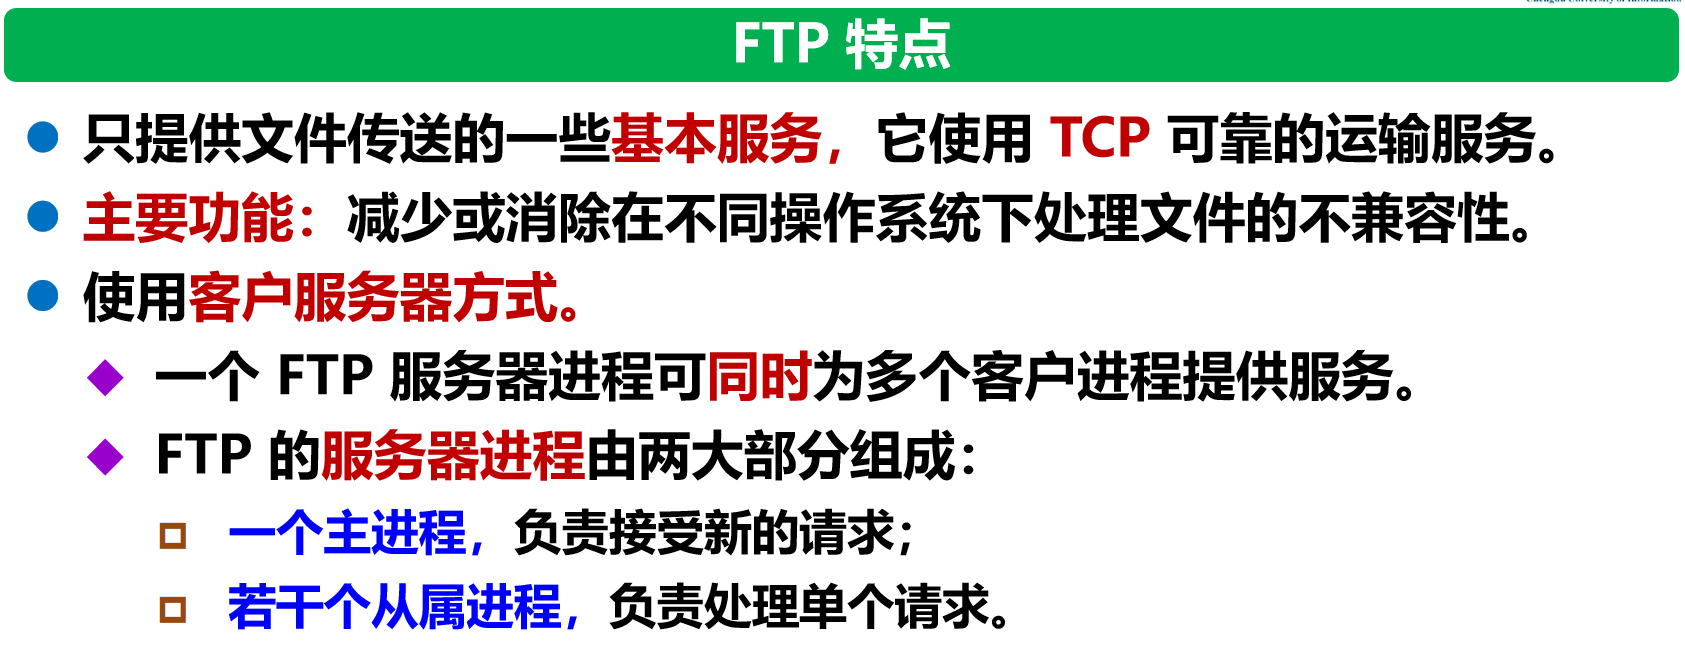 FTP 特点
只提供文件传送的一些基本服务，它使用 TCP 可靠的运输服务。
主要功能：减少或消除在不同操作系统下处理文件的不兼容性。
使用客户服务器方式。
一个 FTP 服务器进程可同时为多个客户进程提供服务。
FTP 的服务器进程由两大部分组成：
一个主进程，负责接受新的请求；
若干个从属进程，负责处理单个请求。